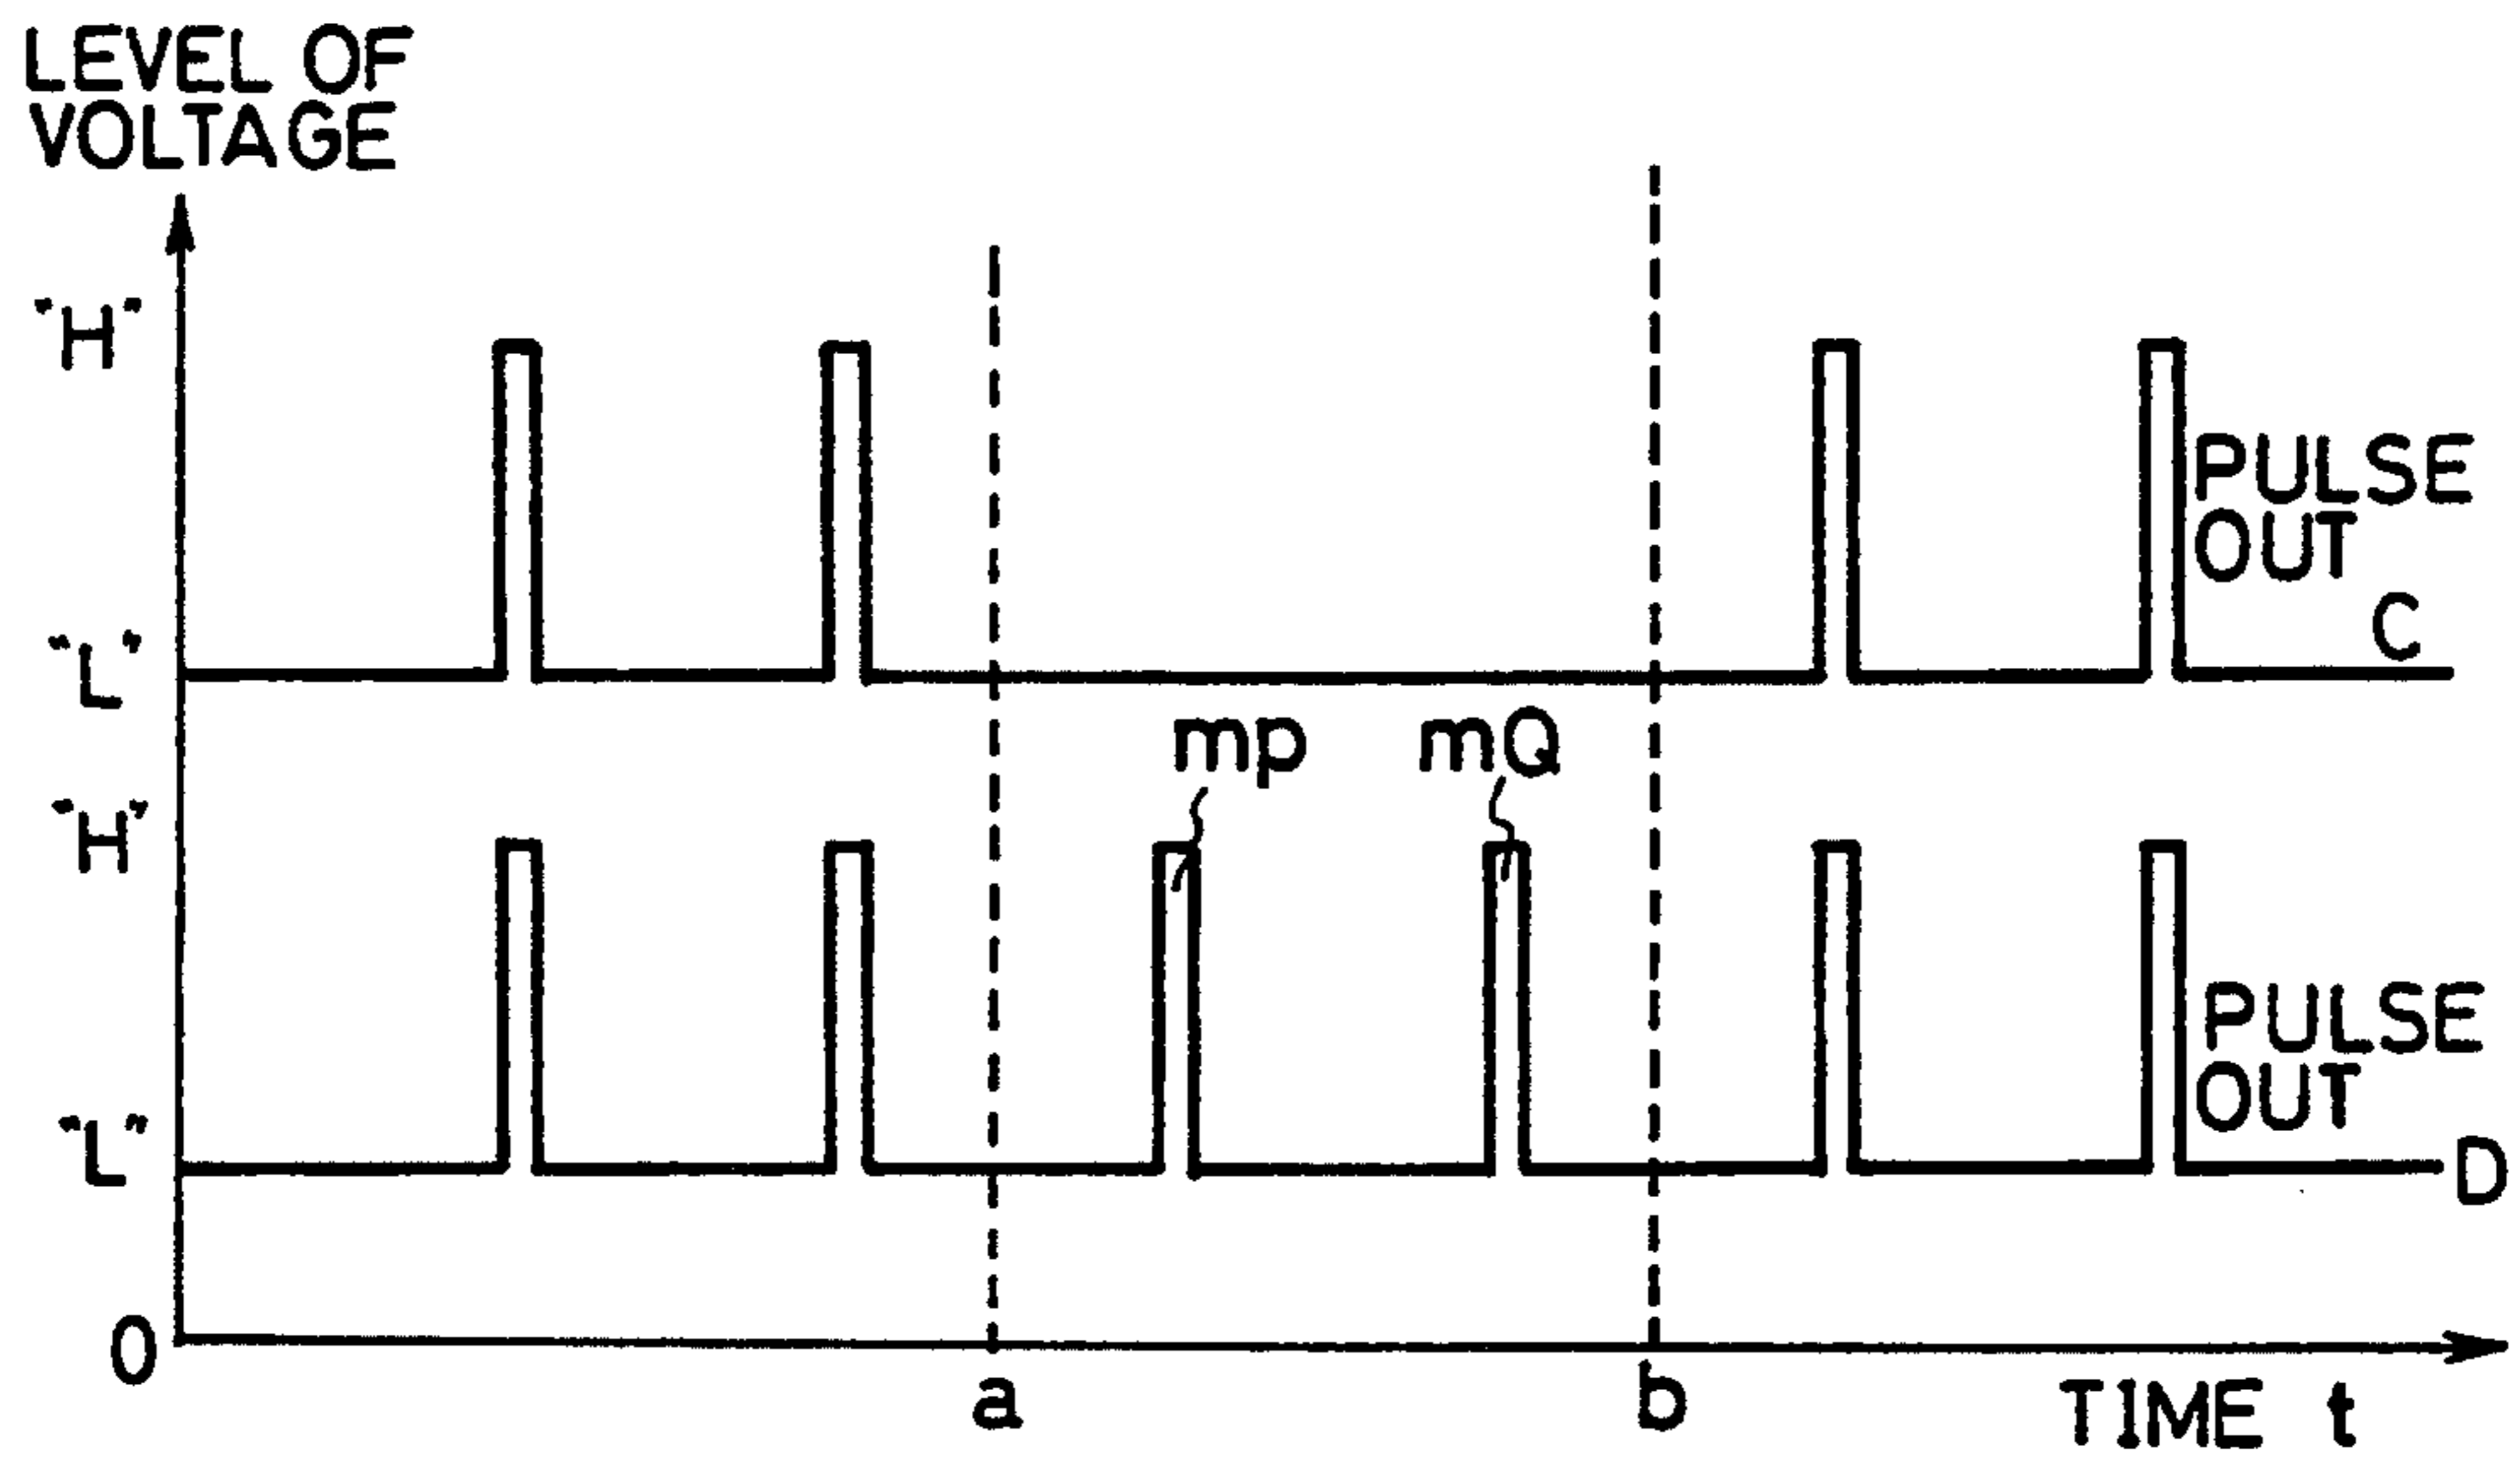 LEVEL OF
VOLTAGE
"H"
PULSE
OUT
C
"L"
mp mQ
"H"
PULSE
OUT
"L"
D
0
a b TIME t